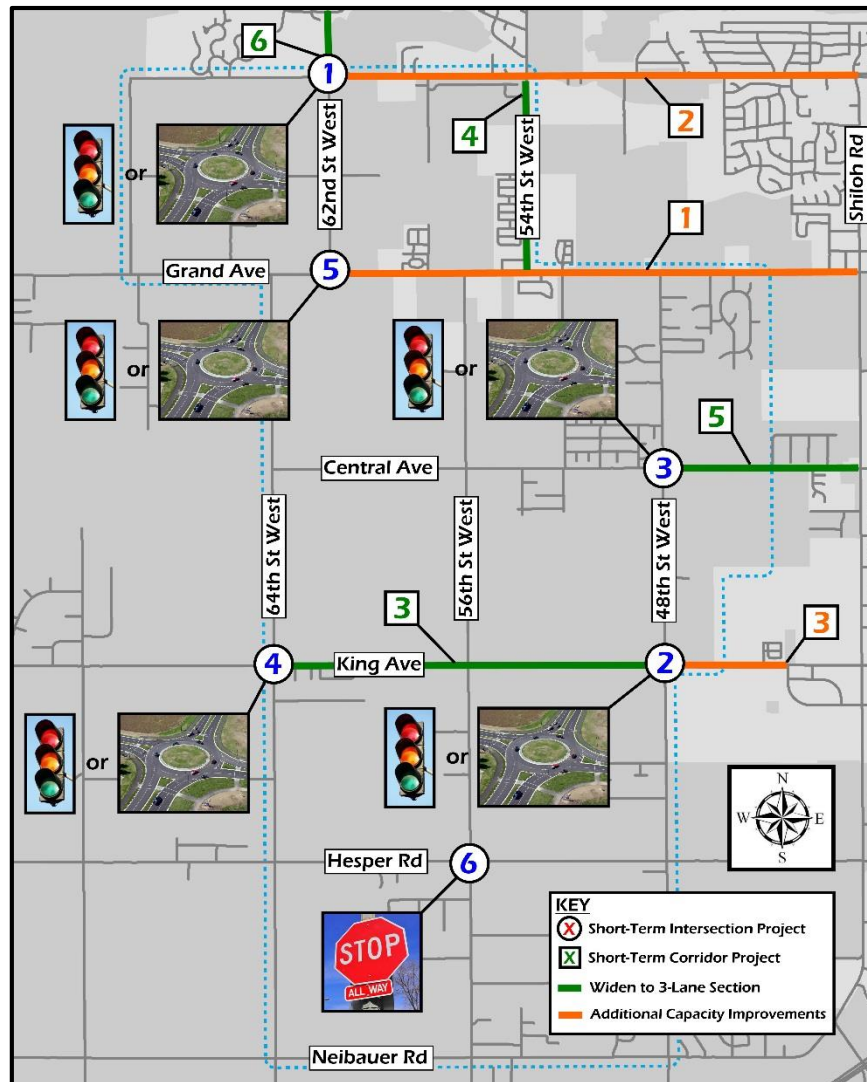 6
1
2
4
or
62nd St West
54th St West
Shiloh Rd
1
Grand Ave
5
or
or
5
Central Ave
3
64th St West
56th St West
48th St West
3
3
4
King Ave
2
or
or
N
W E
S
Hesper Rd
6
STOP
ALL WAY
KEY
X Short-Term Intersection Project
X Short-Term Corridor Project
Widen to 3-Lane Section
Additional Capacity Improvements
Neibauer Rd